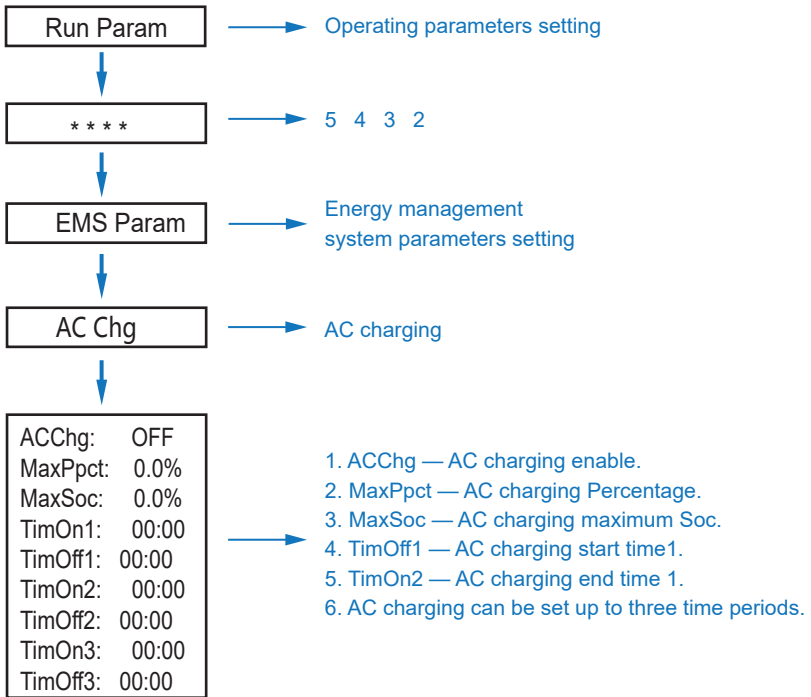 Run Param
Operating parameters setting
* * * *
5 4 3 2
EMS Param
Energy management
system parameters setting
AC Chg
AC charging
ACChg: OFF
MaxPpct: 0.0%
MaxSoc: 0.0%
TimOn1: 00:00
TimOff1: 00:00
TimOn2: 00:00
TimOff2: 00:00
TimOn3: 00:00
TimOff3: 00:00
1. ACChg — AC charging enable.
2. MaxPpct — AC charging Percentage.
3. MaxSoc — AC charging maximum Soc.
4. TimOff1 — AC charging start time1.
5. TimOn2 — AC charging end time 1.
6. AC charging can be set up to three time periods.